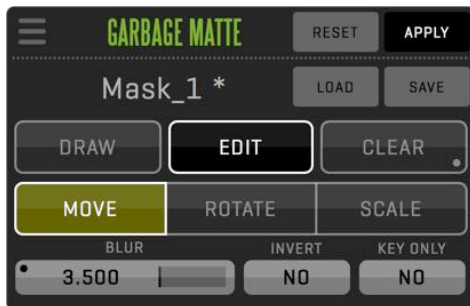 GARBAGE MATTE RESET APPLY
Mask_1 * LOAD SAVE
DRAW EDIT CLEAR
MOVE ROTATE SCALE
BLUR INVERT KEY ONLY
3.500 NO NO